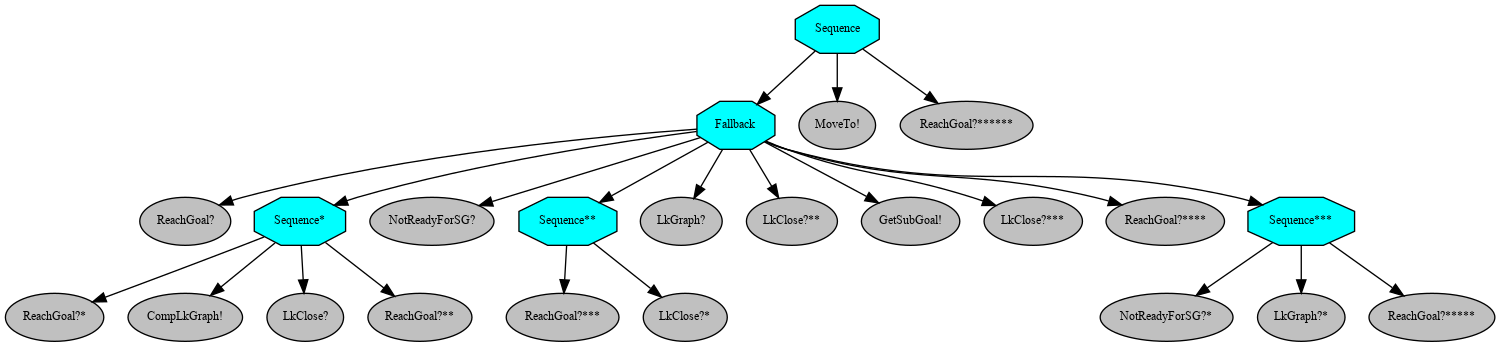 Sequence
Fallback
MoveTo!
ReachGoal?******
ReachGoal?
Sequence*
NotReadyForSG?
Sequence**
LkGraph?
LkClose?**
GetSubGoal!
LkClose?***
ReachGoal?****
Sequence***
ReachGoal?*
CompLkGraph!
LkClose?
ReachGoal?**
ReachGoal?***
LkClose?*
NotReadyForSG?*
LkGraph?*
ReachGoal?*****